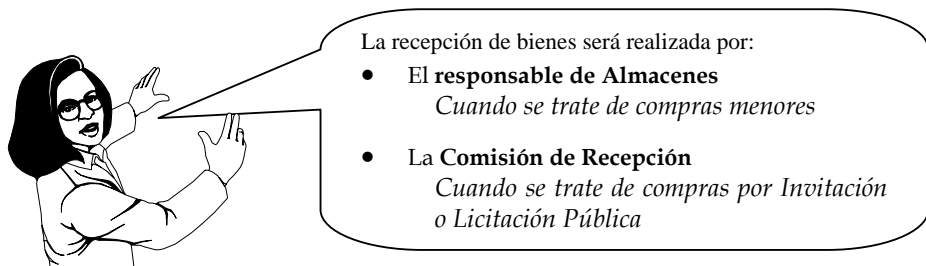 La recepción de bienes será realizada por:
• El responsable de Almacenes
Cuando se trate de compras menores
• La Comisión de Recepción
Cuando se trate de compras por Invitación
o Licitación Pública